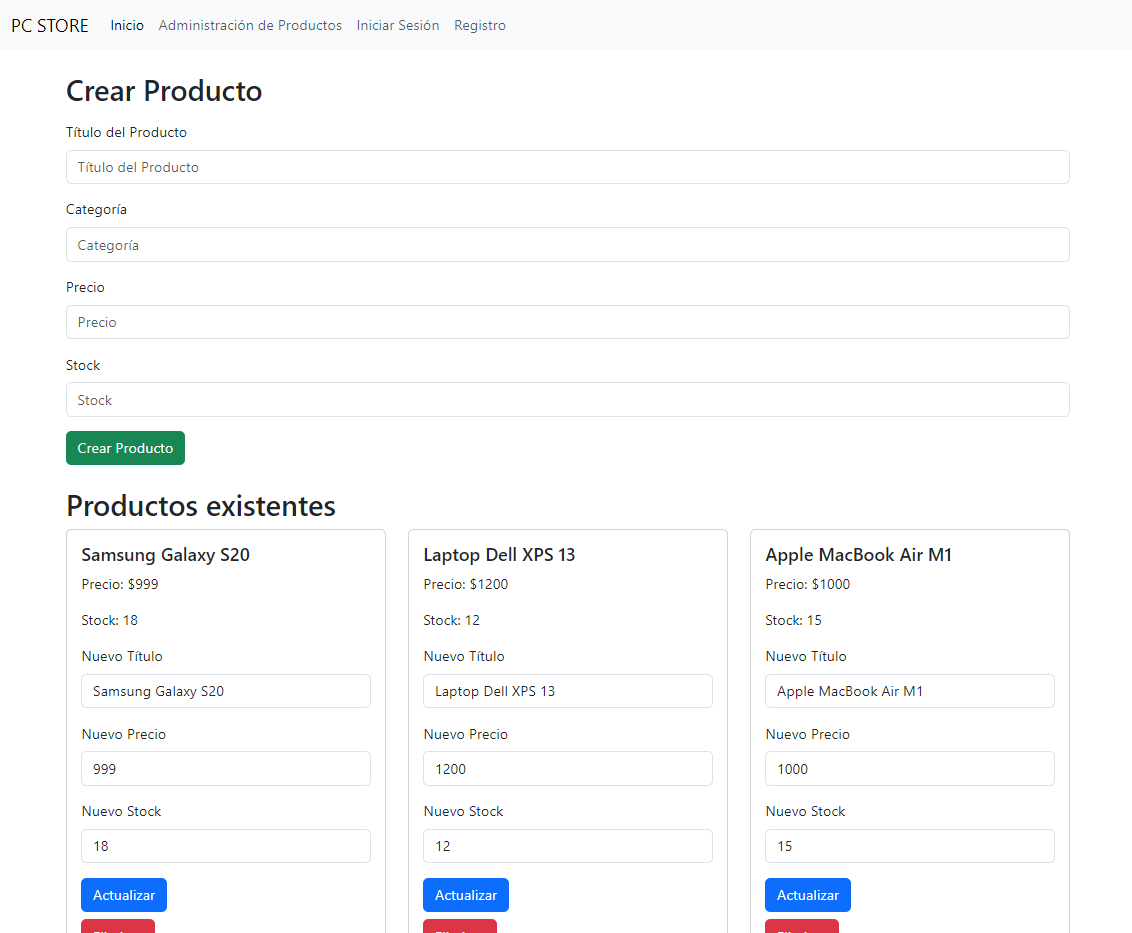 PC STORE Inicio Administración de Productos Iniciar Sesión Registro
Crear Producto
Título del Producto
Título del Producto
Categoría
Categoría
Precio
Precio
Stock
Stock
Crear Producto
Productos existentes
Samsung Galaxy S20
Precio: $999
Stock: 18
Nuevo Título
Samsung Galaxy S20
Nuevo Precio
999
Nuevo Stock
18
Actualizar
Laptop Dell XPS 13
Precio: $1200
Stock: 12
Nuevo Título
Laptop Dell XPS 13
Nuevo Precio
1200
Nuevo Stock
12
Actualizar
Apple MacBook Air M1
Precio: $1000
Stock: 15
Nuevo Título
Apple MacBook Air M1
Nuevo Precio
1000
Nuevo Stock
15
Actualizar